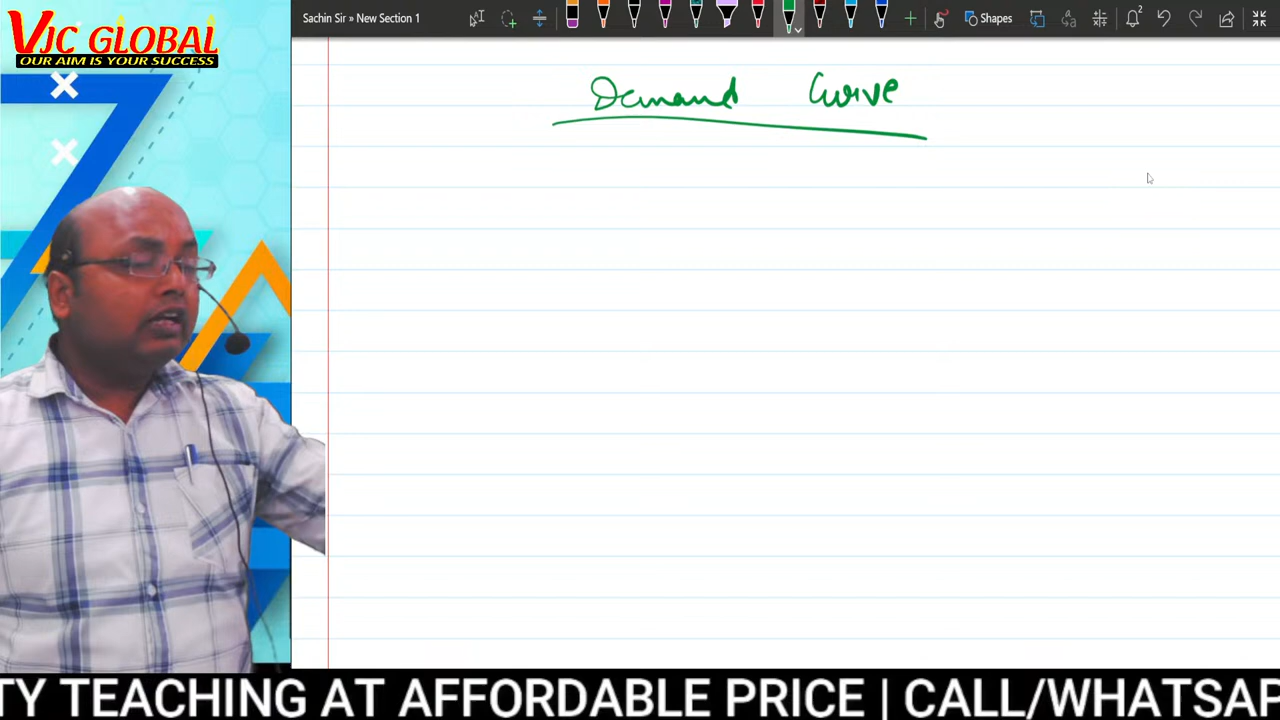 VJC GLOBAL
OUR AIM IS YOUR SUCCESS
Sachin Sir » New Section 1
Shapes
2
Demand Curve
TY TEACHING AT AFFORDABLE PRICE | CALL/WHATSAP